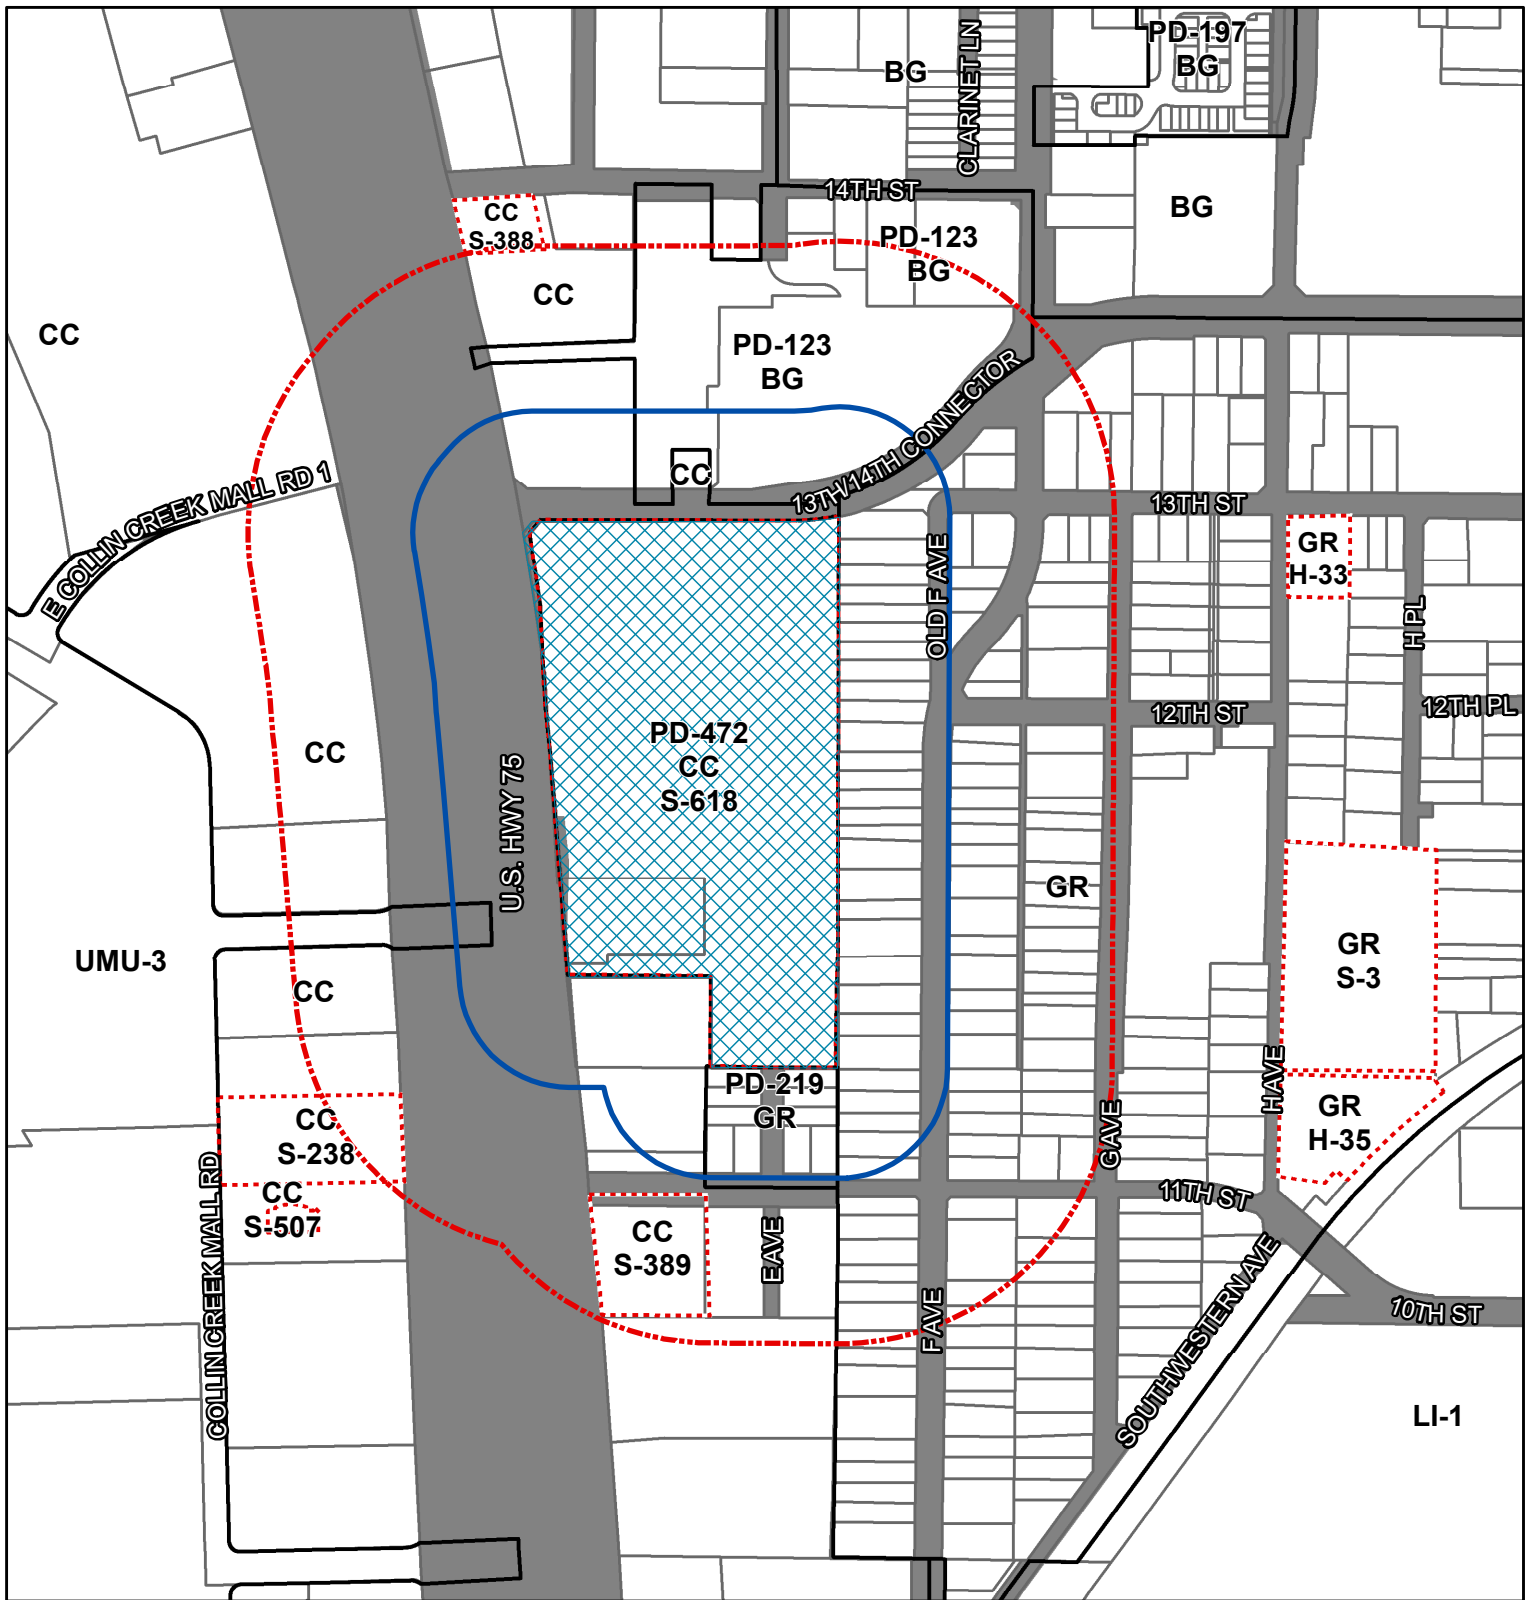 PD-197
BG
BG
CLARINET LN
14TH ST
BG
CC
S-388
PD-123
BG
CC
CC
PD-123
BG
13TH/14TH CONNECTOR
CC
E COLLIN CREEK MALL RD 1
13TH ST
GR
H-33
OLD F AVE
H PL
12TH ST
12TH PL
PD-472
CC
S-618
CC
U.S. HWY 75
GR
UMU-3
CC
GR
S-3
H AVE
PD-219
GR
CC
S-238
G AVE
GR
H-35
CC
S-507
11TH ST
CC
S-389
E AVE
COLLIN CREEK MALL RD
F AVE
SOUTHWESTERN AVE
10TH ST
LI-1